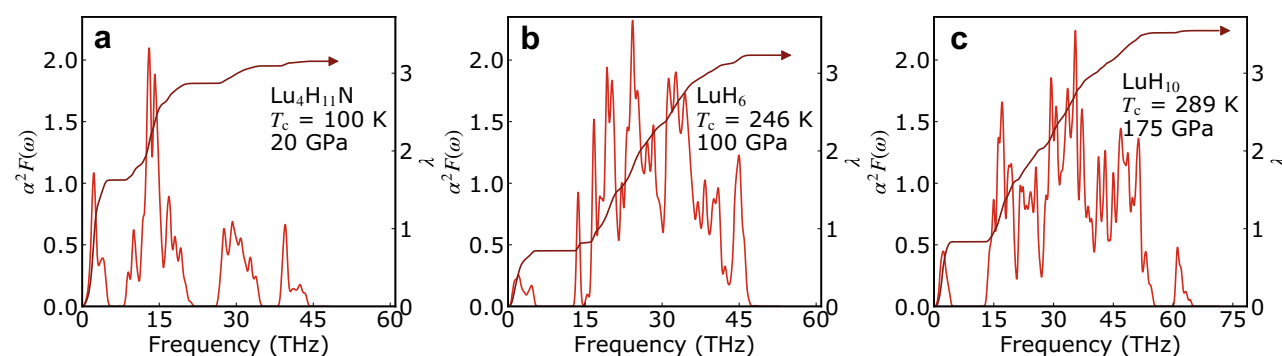 a
Lu₄H₁₁N
T_c = 100 K
20 GPa
α²F(ω)
2.0
1.5
1.0
0.5
0.0
3
2
1
0
λ
0 15 30 45 60
Frequency (THz)
b
LuH₆
T_c = 246 K
100 GPa
α²F(ω)
2.0
1.5
1.0
0.5
0.0
3
2
1
0
λ
0 15 30 45 60
Frequency (THz)
c
LuH₁₀
T_c = 289 K
175 GPa
α²F(ω)
2.0
1.5
1.0
0.5
0.0
3
2
1
0
λ
0 15 30 45 60 75
Frequency (THz)